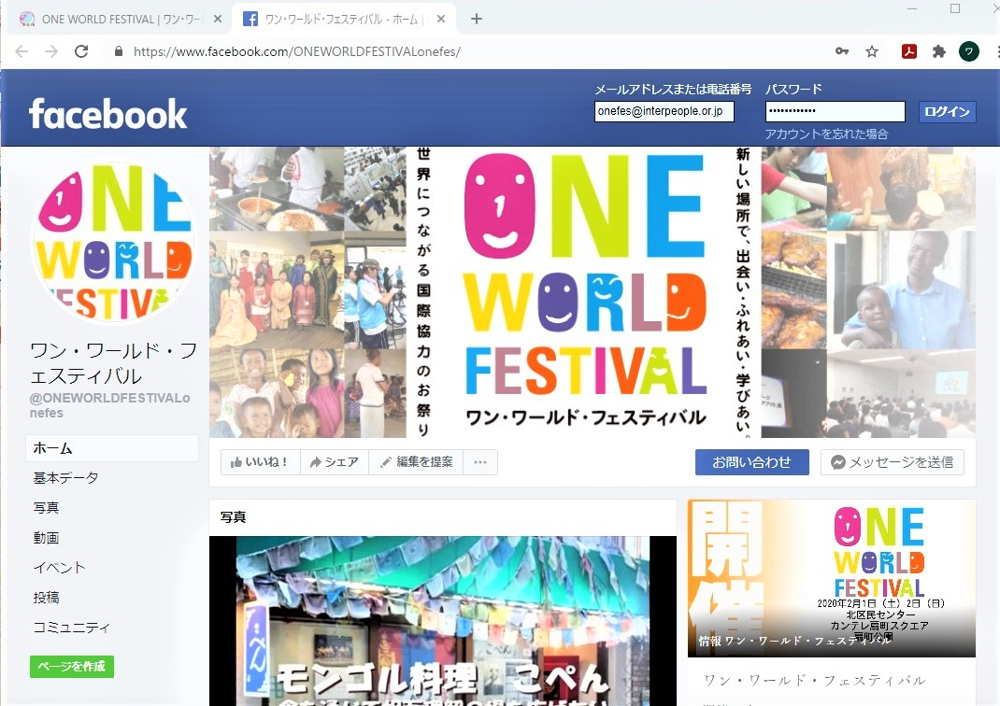 ONE WORLD FESTIVAL | ワン・ワー
ワン・ワールド・フェスティバル - ホーム |
https://www.facebook.com/ONEWORLDFESTIVALonefes/
ワ
facebook
メールアドレスまたは電話番号
パスワード
onefes@interpeople.or.jp
••••••••••••
ログイン
アカウントを忘れた場合
ONE
WORLD
FESTIVAL
ワン・ワールド・フ
ェスティバル
@ONEWORLDFESTIVALo
nefes
ホーム
基本データ
写真
動画
イベント
投稿
コミュニティ
ページを作成
世界につながる国際協力のお祭り
ONE
WORLD
FESTIVAL
ワン・ワールド・フェスティバル
新しい場所で、出会い・ふれあい・学びあい。
いいね！
シェア
編集を提案
お問い合わせ
メッセージを送信
写真
ぺん
モンゴル料理 こぺん
開催
ONE
WORLD
FESTIVAL
2020年2月1日（土）2日（日）
北区民センター
カンテレ扇町スクエア
扇町公園
情報 ワン・ワールド・フェスティバル
ワン・ワールド・フェスティバル